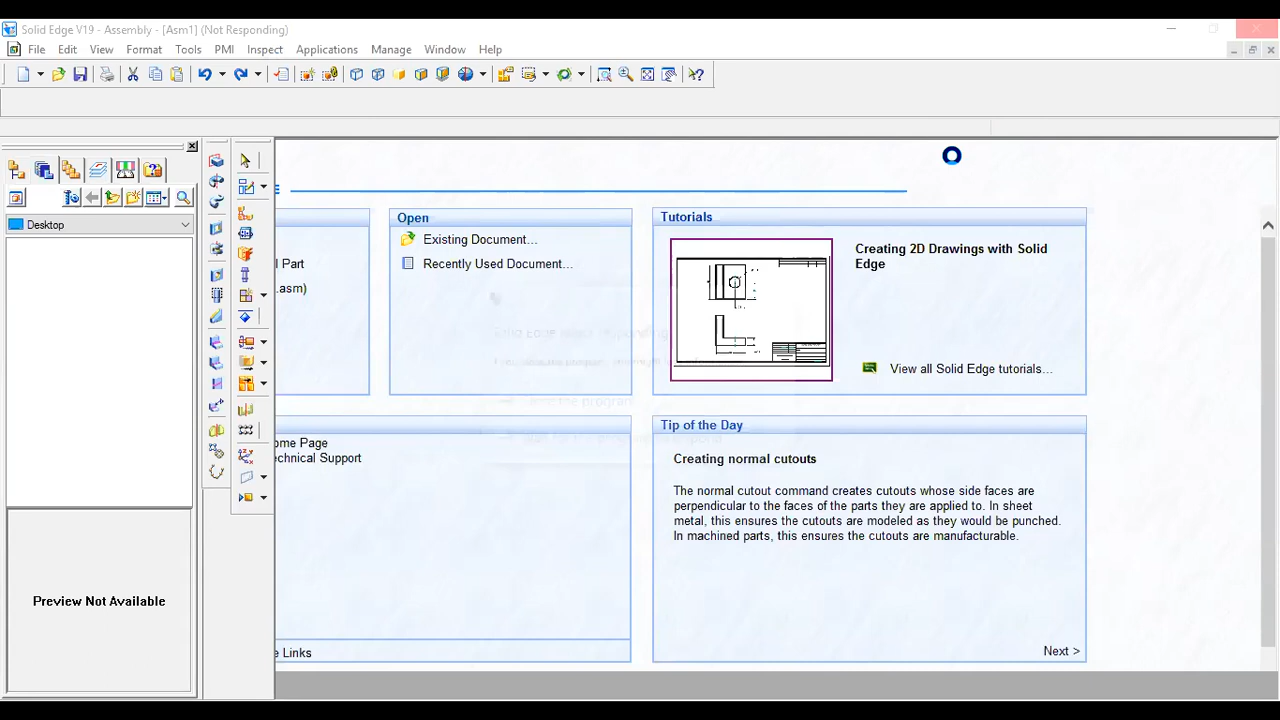 Solid Edge V19 - Assembly - [Asm1] (Not Responding)
File Edit View Format Tools PMI Inspect Applications Manage Window Help
Desktop
Open
Existing Document...
Recently Used Document...
l Part
.asm)
Tutorials
Creating 2D Drawings with Solid
Edge
View all Solid Edge tutorials...
ome Page
echnical Support
e Links
Tip of the Day
Creating normal cutouts
The normal cutout command creates cutouts whose side faces are
perpendicular to the faces of the parts they are applied to. In sheet
metal, this ensures the cutouts are modeled as they would be punched.
In machined parts, this ensures the cutouts are manufacturable.
Next >
Preview Not Available